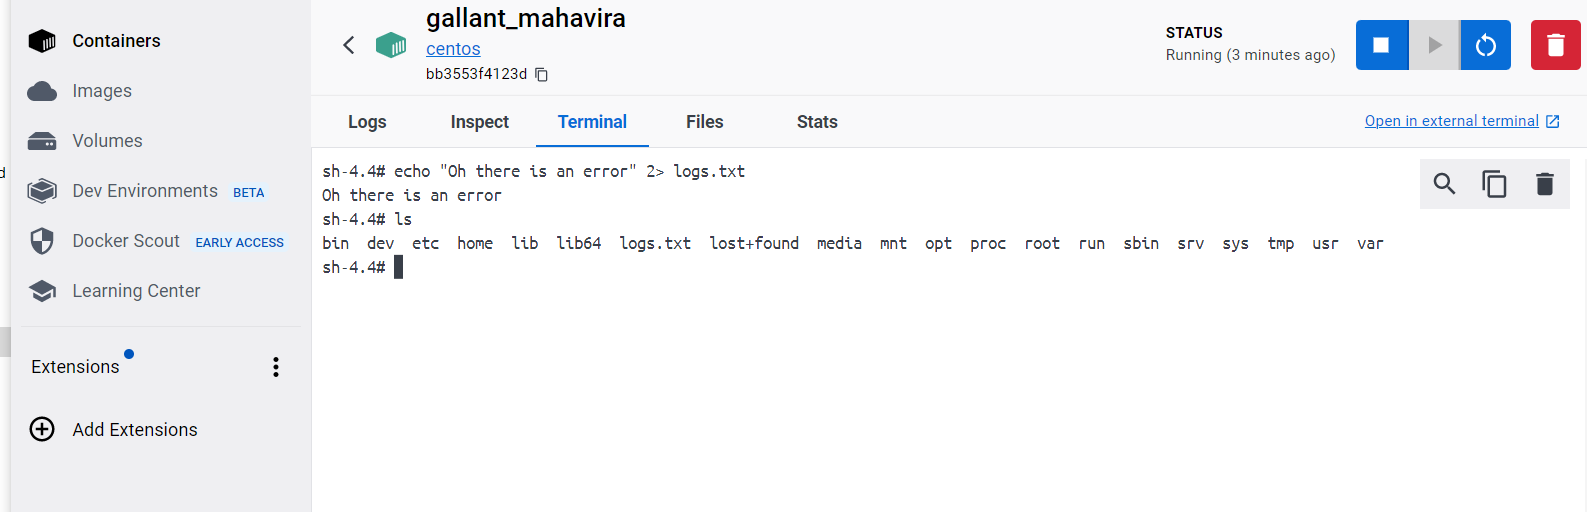 Containers
Images
Volumes
Dev Environments BETA
Docker Scout EARLY ACCESS
Learning Center
Extensions
Add Extensions
gallant_mahavira
centos
bb3553f4123d
STATUS
Running (3 minutes ago)
Logs Inspect Terminal Files Stats
Open in external terminal
sh-4.4# echo "Oh there is an error" 2> logs.txt
Oh there is an error
sh-4.4# ls
bin dev etc home lib lib64 logs.txt lost+found media mnt opt proc root run sbin srv sys tmp usr var
sh-4.4#